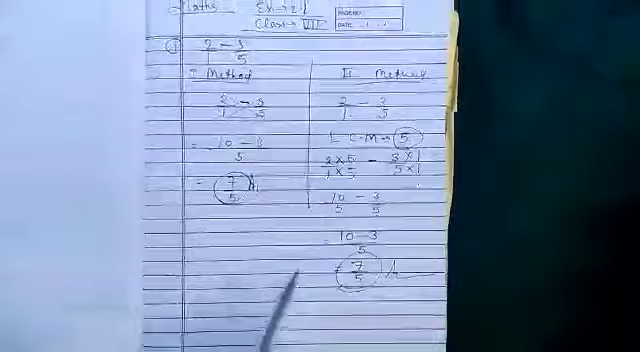 Maths Ex → 2.1
Class → VII
PAGE NO.
DATE
① 2 - 3
1 5
I Method
2 - 3
1 5
= 10 - 3
5
= 7
5
II Method
2 - 3
1 5
L.C.M → 5
2×5 - 3×1
1×5 5×1
10 - 3
5 5
= 10-3
5
= 7
5